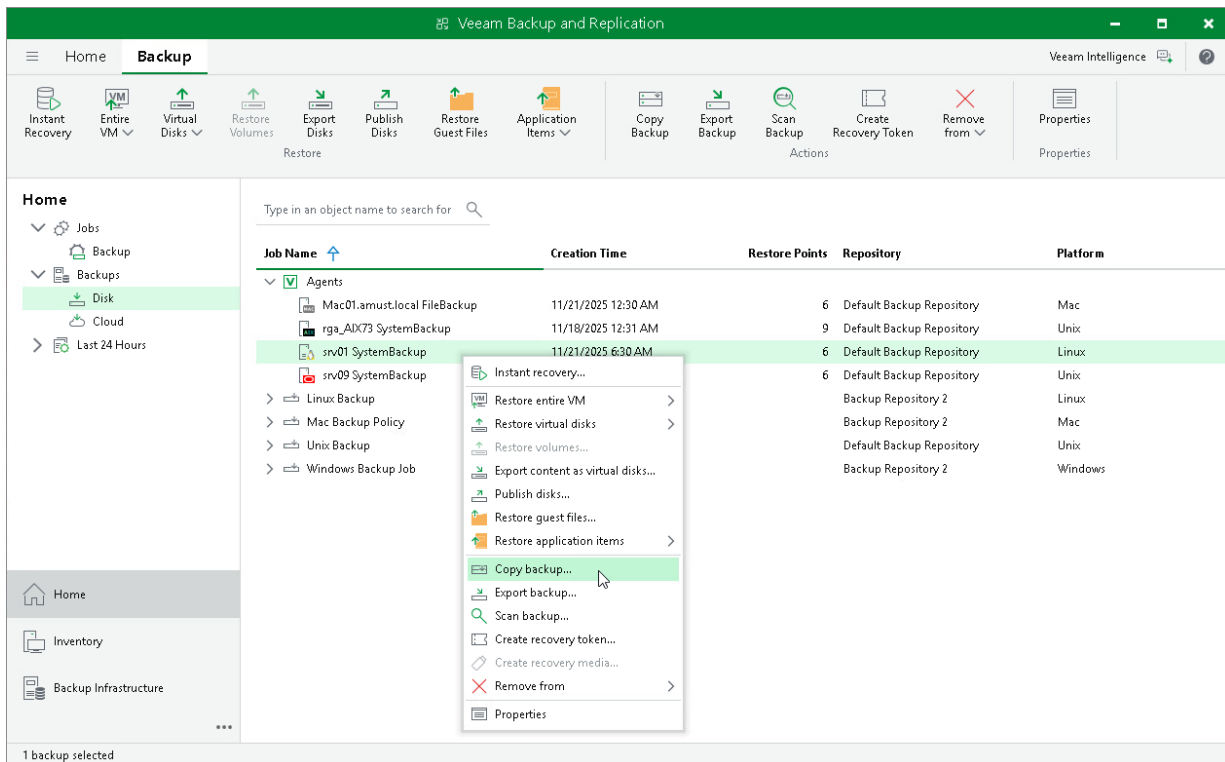 Veeam Backup and Replication
Home Backup Veeam Intelligence
Instant Recovery
Entire VM
Virtual Disks
Restore Volumes
Export Disks
Publish Disks
Restore Guest Files
Application Items
Copy Backup
Export Backup
Scan Backup
Create Recovery Token
Remove from
Properties
Restore Actions Properties
Home
Jobs
Backup
Backups
Disk
Cloud
Last 24 Hours
Type in an object name to search for
Job Name Creation Time Restore Points Repository Platform
Agents
Mac01.amust.local FileBackup 11/21/2025 12:30 AM 6 Default Backup Repository Mac
rga_AIX73 SystemBackup 11/18/2025 12:31 AM 9 Default Backup Repository Unix
srv01 SystemBackup 11/21/2025 6:30 AM 6 Default Backup Repository Linux
srv09 SystemBackup 6 Default Backup Repository Unix
Linux Backup Backup Repository 2 Linux
Mac Backup Policy Backup Repository 2 Mac
Unix Backup Default Backup Repository Unix
Windows Backup Job Backup Repository 2 Windows
Instant recovery...
Restore entire VM
Restore virtual disks
Restore volumes...
Export content as virtual disks...
Publish disks...
Restore guest files...
Restore application items
Copy backup...
Export backup...
Scan backup...
Create recovery token...
Create recovery media...
Remove from
Properties
Home
Inventory
Backup Infrastructure
1 backup selected